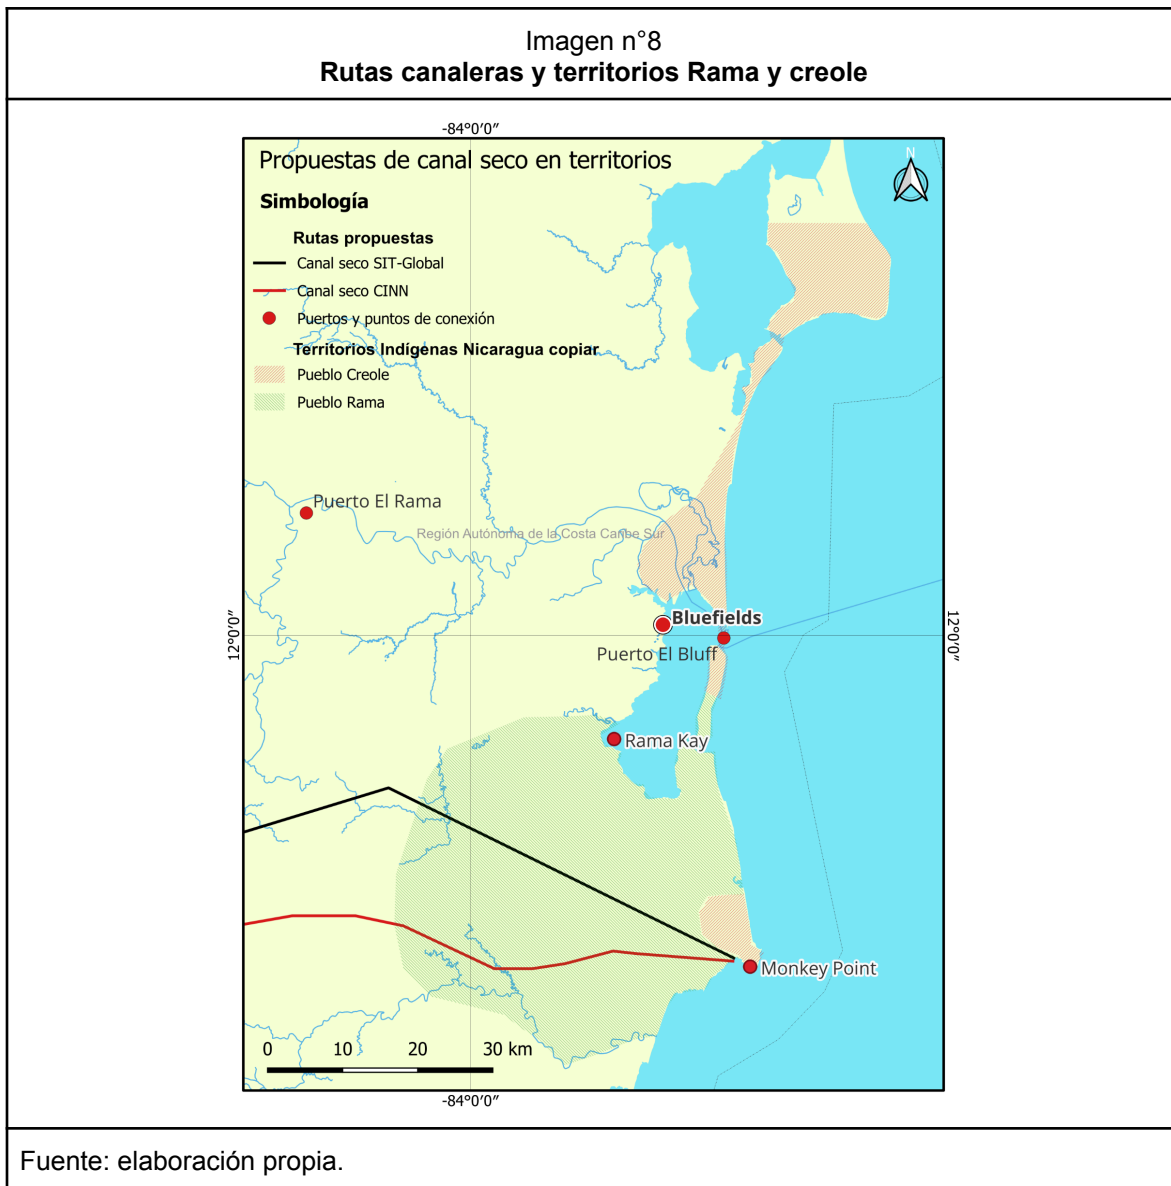 Imagen n°8
Rutas canaleras y territorios Rama y creole
-84°0'0"
Propuestas de canal seco en territorios
N
Simbología
Rutas propuestas
Canal seco SIT-Global
Canal seco CINN
Puertos y puntos de conexión
Territorios Indígenas Nicaragua copiar
Pueblo Creole
Pueblo Rama
Puerto El Rama
Región Autónoma de la Costa Caribe Sur
Bluefields
12°0'0"
12°0'0"
Puerto El Bluff
Rama Kay
Monkey Point
0 10 20 30 km
-84°0'0"
Fuente: elaboración propia.